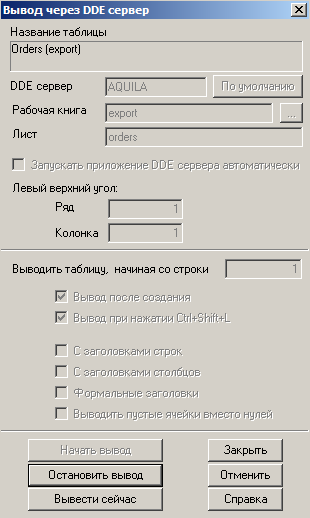 Вывод через DDE сервер
Название таблицы
Orders (export)
DDE сервер AQUILA По умолчанию
Рабочая книга export ...
Лист orders
Запускать приложение DDE сервера автоматически
Левый верхний угол:
Ряд 1
Колонка 1
Выводить таблицу, начиная со строки 1
Вывод после создания
Вывод при нажатии Ctrl+Shift+L
С заголовками строк
С заголовками столбцов
Формальные заголовки
Выводить пустые ячейки вместо нулей
Начать вывод Закрыть
Остановить вывод Отменить
Вывести сейчас Справка